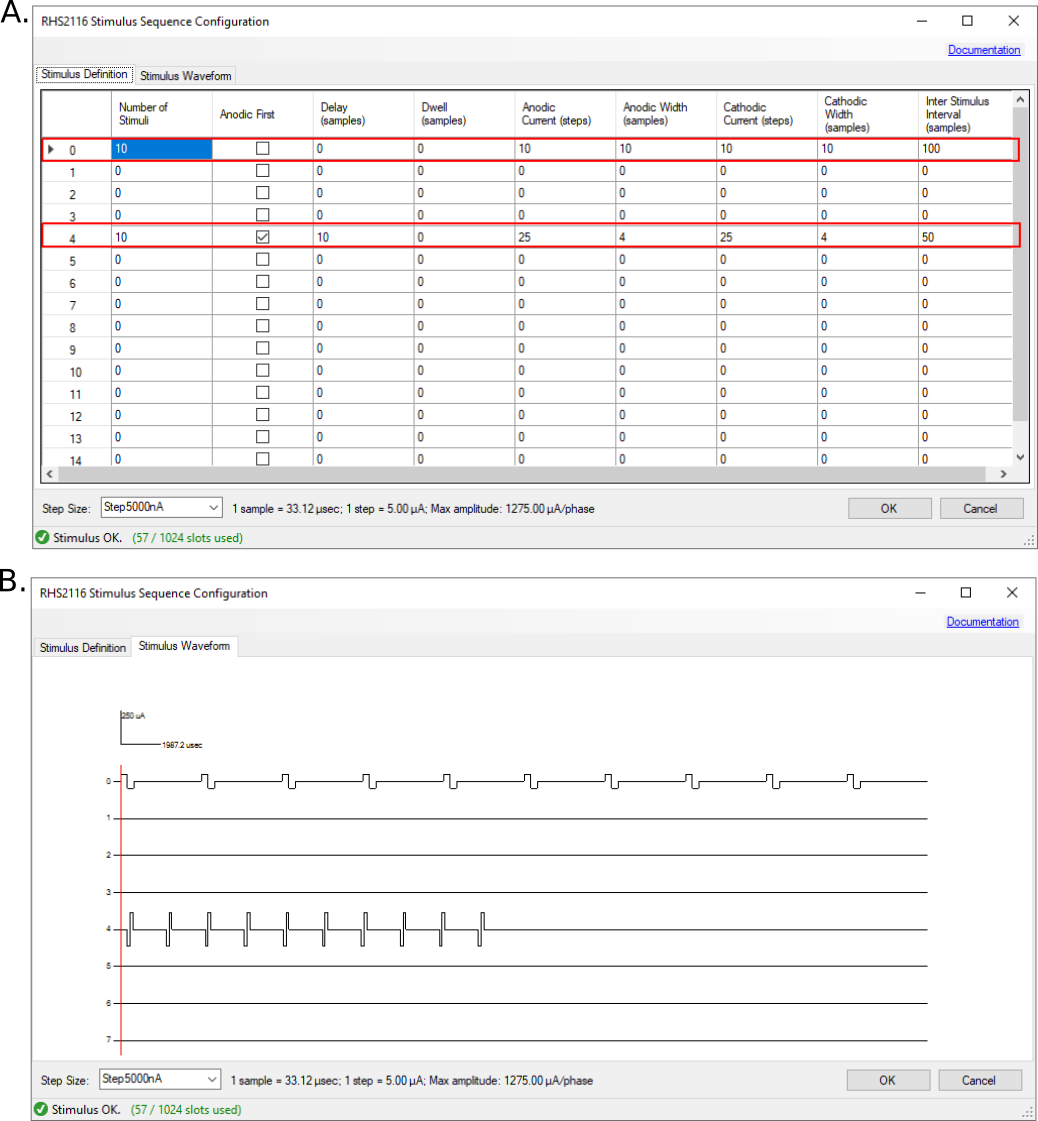 A.
RHS2116 Stimulus Sequence Configuration
Documentation
Stimulus Definition Stimulus Waveform
Number of Stimuli Anodic First Delay (samples) Dwell (samples) Anodic Current (steps) Anodic Width (samples) Cathodic Current (steps) Cathodic Width (samples) Inter Stimulus Interval (samples)
0 10 0 0 10 10 10 10 100
1 0 0 0 0 0 0 0 0
2 0 0 0 0 0 0 0 0
3 0 0 0 0 0 0 0 0
4 10 10 0 25 4 25 4 50
5 0 0 0 0 0 0 0 0
6 0 0 0 0 0 0 0 0
7 0 0 0 0 0 0 0 0
8 0 0 0 0 0 0 0 0
9 0 0 0 0 0 0 0 0
10 0 0 0 0 0 0 0 0
11 0 0 0 0 0 0 0 0
12 0 0 0 0 0 0 0 0
13 0 0 0 0 0 0 0 0
14 0 0 0 0 0 0 0 0
Step Size: Step5000nA 1 sample = 33.12 µsec; 1 step = 5.00 µA; Max amplitude: 1275.00 µA/phase OK Cancel
Stimulus OK. (57 / 1024 slots used)
B.
RHS2116 Stimulus Sequence Configuration
Documentation
Stimulus Definition Stimulus Waveform
250 uA
1987.2 usec
0
1
2
3
4
5
6
7
Step Size: Step5000nA 1 sample = 33.12 µsec; 1 step = 5.00 µA; Max amplitude: 1275.00 µA/phase OK Cancel
Stimulus OK. (57 / 1024 slots used)